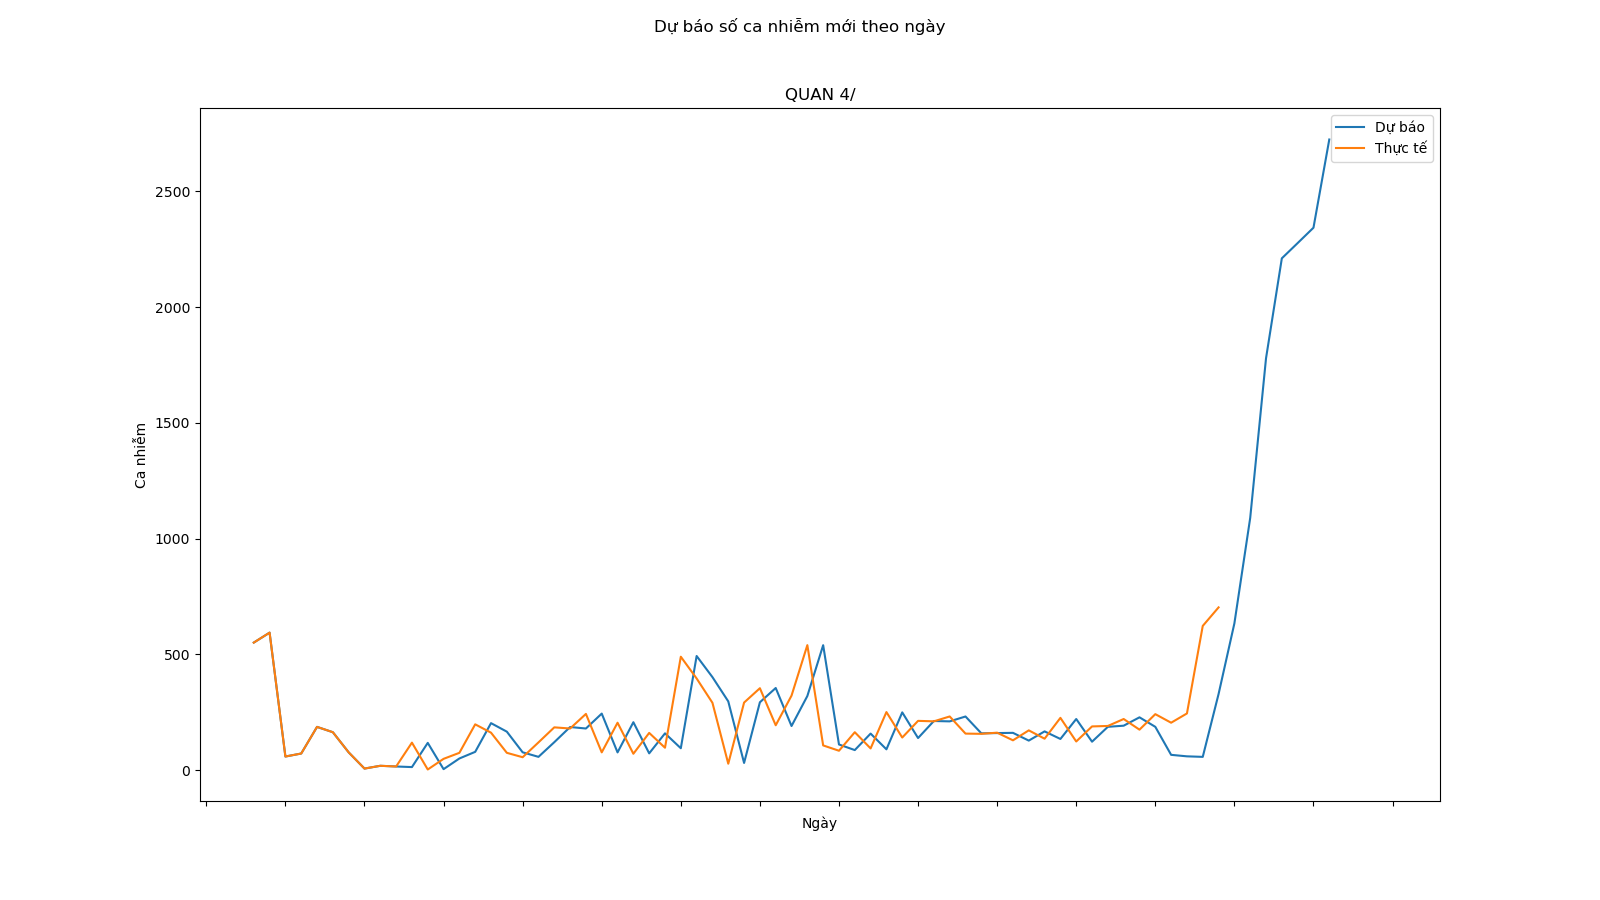 Dự báo số ca nhiễm mới theo ngày
QUAN 4/
Dự báo
Thực tế
2500
2000
1500
1000
500
0
Ca nhiễm
Ngày